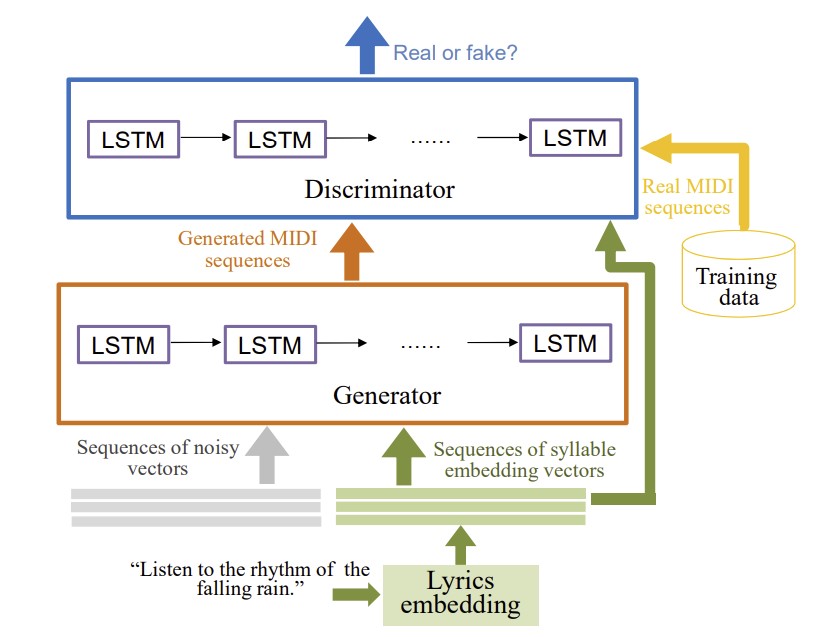 Real or fake?
LSTM LSTM ...... LSTM
Discriminator
Real MIDI
sequences
Generated MIDI
sequences
Training
data
LSTM LSTM ...... LSTM
Generator
Sequences of noisy
vectors
Sequences of syllable
embedding vectors
“Listen to the rhythm of the
falling rain.”
Lyrics
embedding